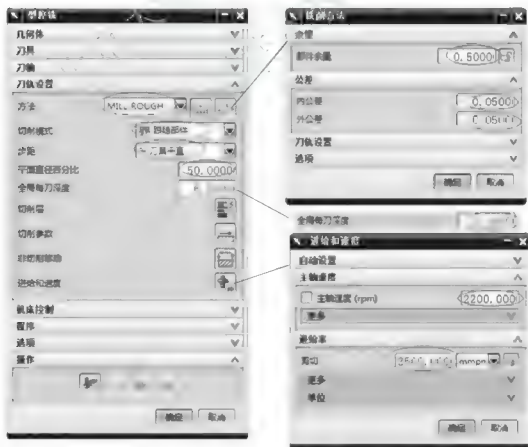 型腔铣
几何体
刀具
刀轴
刀轨设置
方法 MILL_ROUGH
切削模式 跟随部件
步距 % 刀具平直
平面直径百分比 50.0000
全局每刀深度
切削层
切削参数
非切削移动
进给和速度
机床控制
程序
选项
操作
确定 取消
铣削方法
余量
部件余量 0.5000
公差
内公差 0.0500
外公差 0.0500
刀轨设置
选项
确定 取消
全局每刀深度
进给和速度
自动设置
主轴速度
主轴速度 (rpm) 2200.000
更多
进给率
剪切 2500.000 mmpm
更多
单位
确定 取消